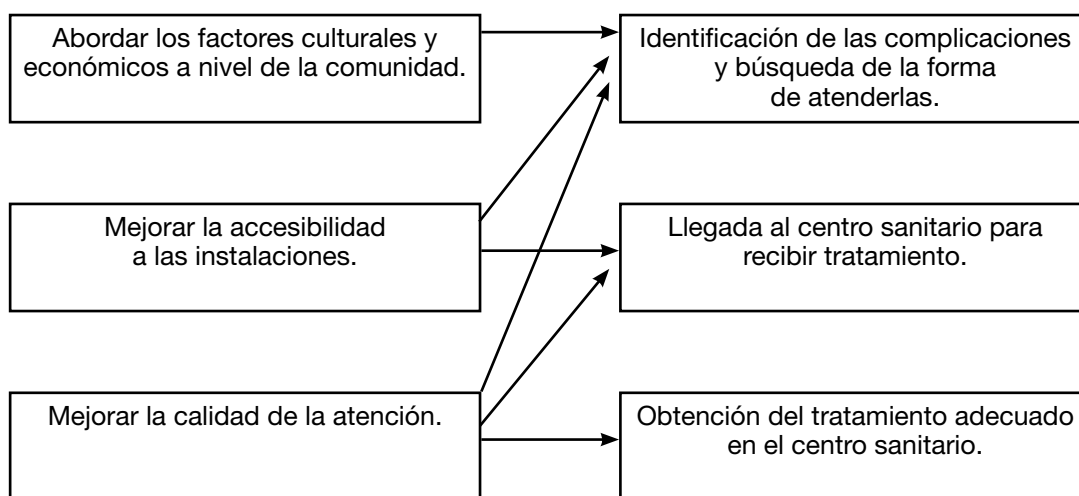 Abordar los factores culturales y
económicos a nivel de la comunidad.
Identificación de las complicaciones
y búsqueda de la forma
de atenderlas.
Mejorar la accesibilidad
a las instalaciones.
Llegada al centro sanitario para
recibir tratamiento.
Mejorar la calidad de la atención.
Obtención del tratamiento adecuado
en el centro sanitario.